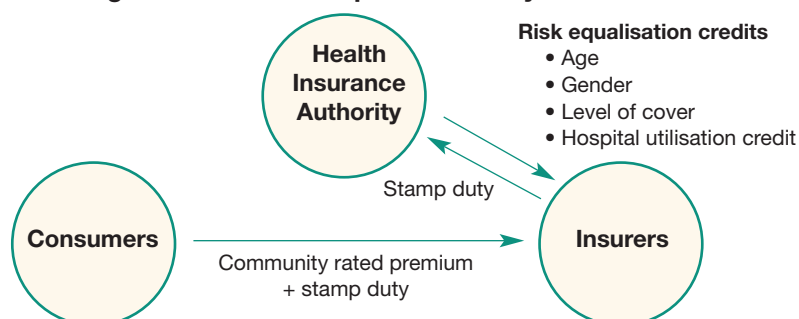 Risk equalisation credits
• Age
• Gender
• Level of cover
• Hospital utilisation credit
Health
Insurance
Authority
Stamp duty
Consumers
Insurers
Community rated premium
+ stamp duty